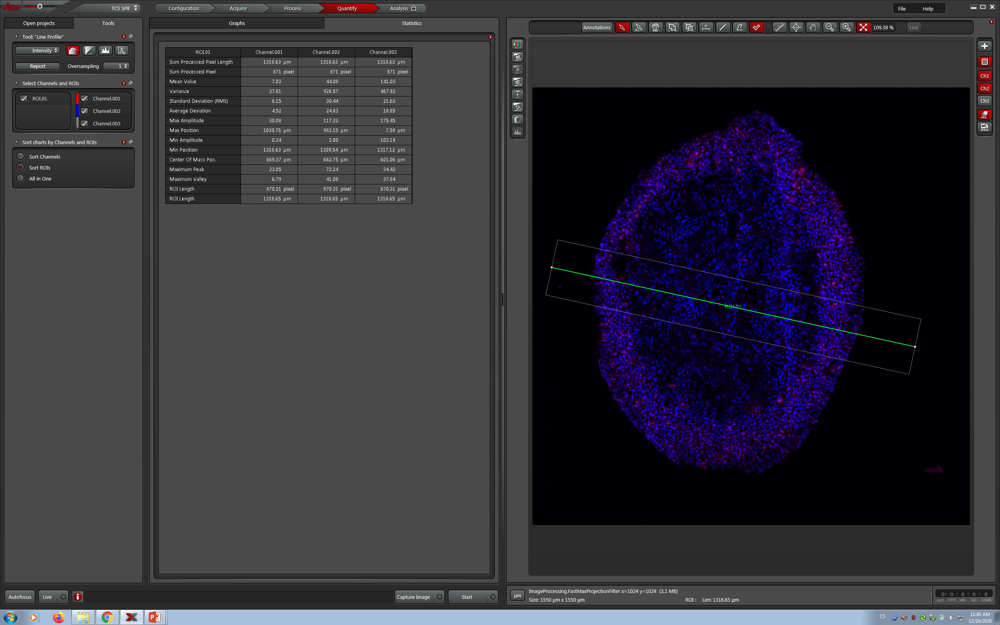 Leica
TCS SP8
Configuration
Acquire
Process
Quantify
Analysis
File
Help
Open projects
Tools
Tool: "Line Profile"
Intensity
Report
Oversampling
1
Select Channels and ROIs
ROI.01
Channel.001
Channel.002
Channel.003
Sort charts by Channels and ROIs
Sort Channels
Sort ROIs
All in One
Graphs
Statistics
ROI.01 Channel.001 Channel.002 Channel.003
Sum Processed Pixel Length 1318.63 µm 1318.63 µm 1318.63 µm
Sum Processed Pixel 871 pixel 871 pixel 871 pixel
Mean Value 7.03 44.08 141.03
Variance 37.81 926.57 467.93
Standard Deviation (RMS) 6.15 30.44 21.63
Average Deviation 4.52 24.83 18.85
Max Amplitude 30.08 117.32 175.45
Max Position 1039.75 µm 982.15 µm 7.58 µm
Min Amplitude 0.24 3.00 103.19
Min Position 1318.63 µm 1309.54 µm 1317.12 µm
Center Of Mass Pos. 669.37 µm 662.75 µm 601.06 µm
Maximum Peak 23.05 73.24 34.42
Maximum Valley 6.79 41.08 37.84
ROI Length 870.31 pixel 870.31 pixel 870.31 pixel
ROI Length 1318.65 µm 1318.65 µm 1318.65 µm
Annotations
ALL
109.38 %
Live
M
Ch1
Ch2
Ch3
MAX
ROI.01
Autofocus
Live
Capture Image
Start
µm
ImageProcessing.FastMaxProjectionFilter x=1024 y=1024 (3.1 MB)
Size: 1550 µm x 1550 µm
ROI : Len: 1318.65 µm
0: 0 : 0 : 0 : 0
DAYS HOURS MIN. SEC. 1/1000
CS
11:40 AM
12/16/2020